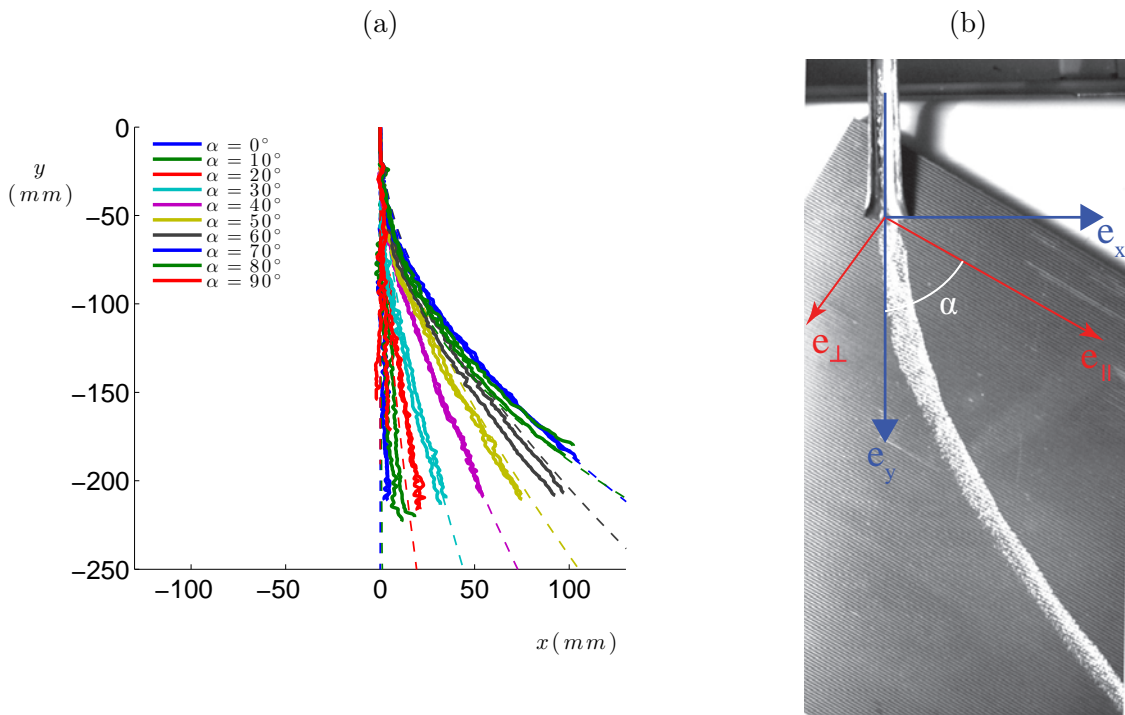 (a)
(b)
y
(mm)
0
−50
−100
−150
−200
−250
α = 0°
α = 10°
α = 20°
α = 30°
α = 40°
α = 50°
α = 60°
α = 70°
α = 80°
α = 90°
−100 −50 0 50 100
x(mm)
e_x
α
e_⊥
e_∥
e_y